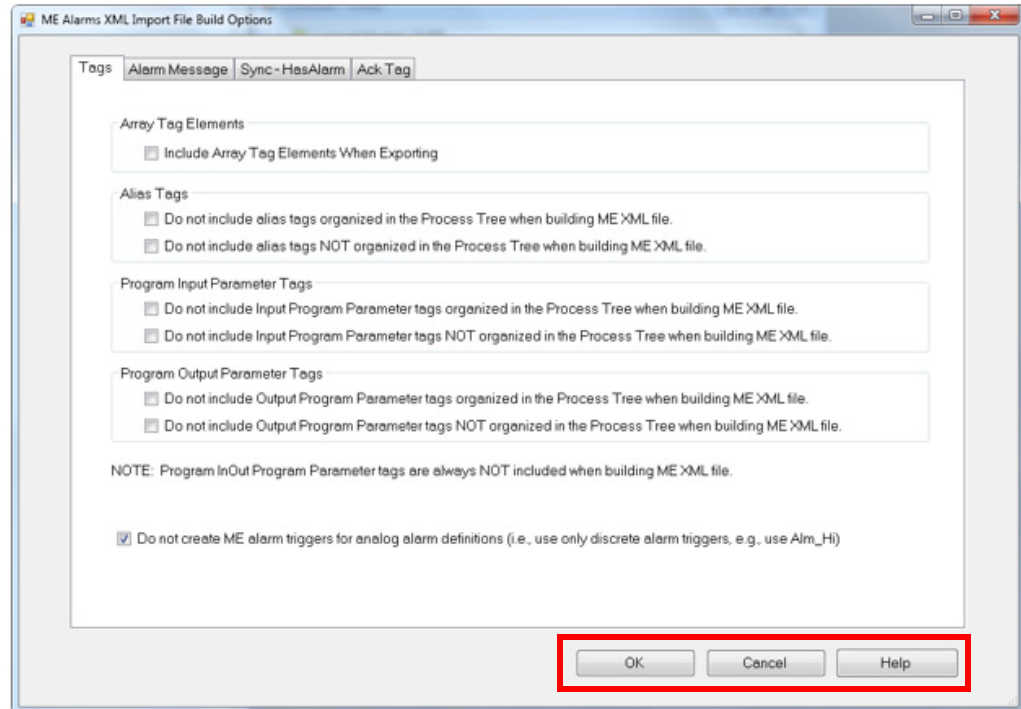 ME Alarms XML Import File Build Options
Tags Alarm Message Sync-HasAlarm Ack Tag
Array Tag Elements
Include Array Tag Elements When Exporting
Alias Tags
Do not include alias tags organized in the Process Tree when building ME XML file.
Do not include alias tags NOT organized in the Process Tree when building ME XML file.
Program Input Parameter Tags
Do not include Input Program Parameter tags organized in the Process Tree when building ME XML file.
Do not include Input Program Parameter tags NOT organized in the Process Tree when building ME XML file.
Program Output Parameter Tags
Do not include Output Program Parameter tags organized in the Process Tree when building ME XML file.
Do not include Output Program Parameter tags NOT organized in the Process Tree when building ME XML file.
NOTE: Program InOut Program Parameter tags are always NOT included when building ME XML file.
Do not create ME alarm triggers for analog alarm definitions (i.e., use only discrete alarm triggers, e.g., use Alm_Hi)
OK Cancel Help